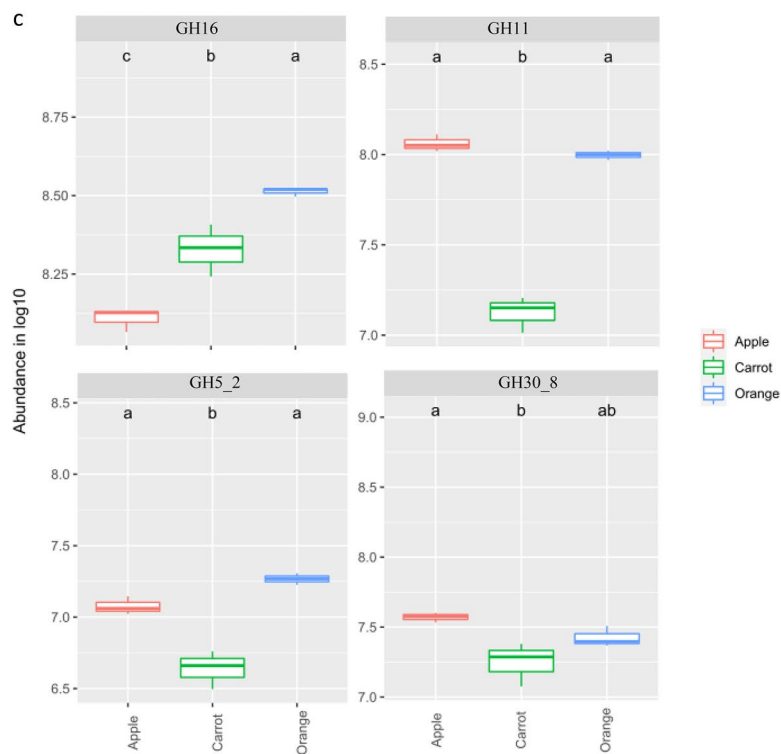 c
GH16
GH11
c b a
a b a
8.75
8.50
8.25
8.5
8.0
7.5
7.0
Abundance in log10
GH5_2
GH30_8
a b a
a b ab
8.5
8.0
7.5
7.0
6.5
9.0
8.5
8.0
7.5
7.0
Apple
Carrot
Orange
Apple
Carrot
Orange
Apple
Carrot
Orange